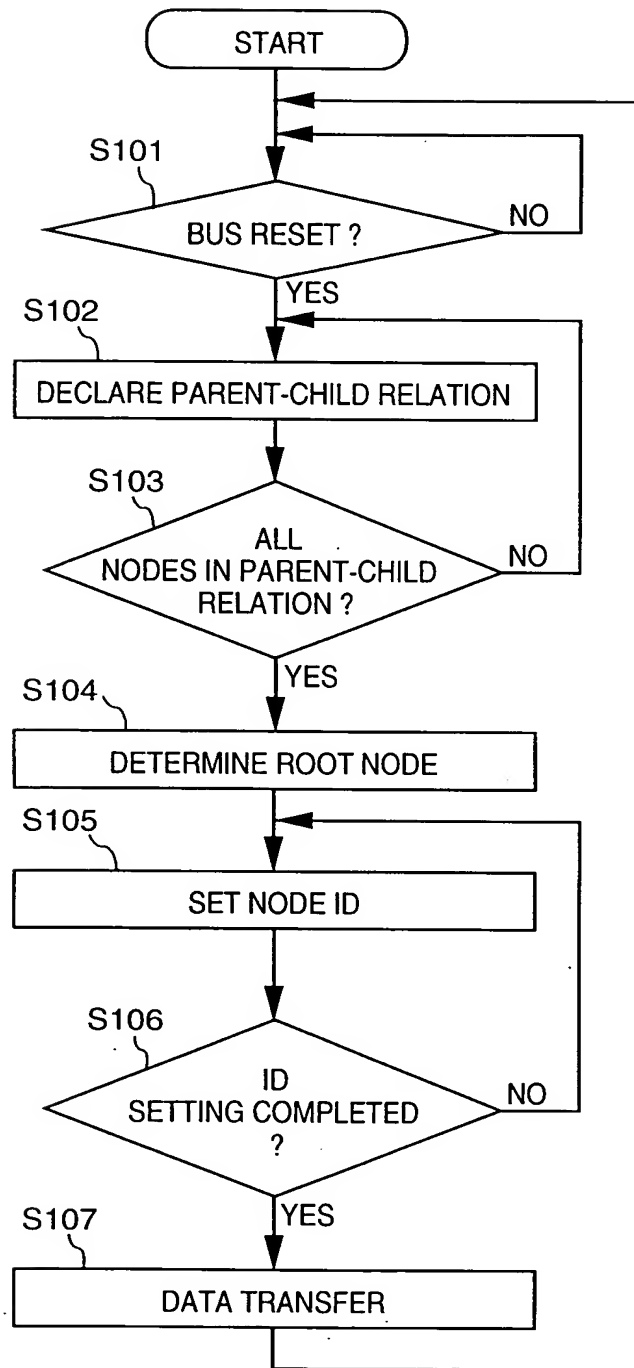 START
S101
BUS RESET ?
NO
YES
S102
DECLARE PARENT-CHILD RELATION
S103
ALL
NODES IN PARENT-CHILD
RELATION ?
NO
YES
S104
DETERMINE ROOT NODE
S105
SET NODE ID
S106
ID
SETTING COMPLETED
?
NO
YES
S107
DATA TRANSFER